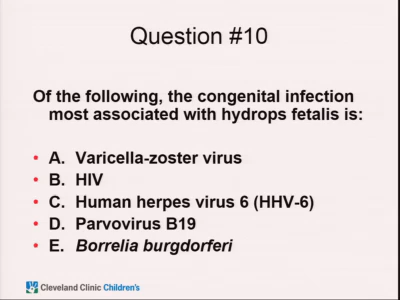 Question #10
Of the following, the congenital infection
most associated with hydrops fetalis is:
• A. Varicella-zoster virus
• B. HIV
• C. Human herpes virus 6 (HHV-6)
• D. Parvovirus B19
• E. Borrelia burgdorferi
Cleveland Clinic Children's